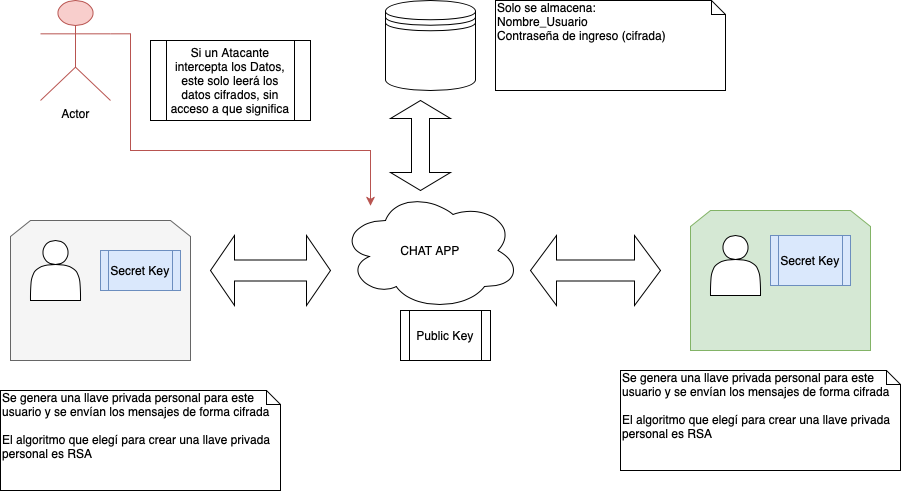 Solo se almacena:
Nombre_Usuario
Contraseña de ingreso (cifrada)
Si un Atacante
intercepta los Datos,
este solo leerá los
datos cifrados, sin
acceso a que significa
Actor
CHAT APP
Secret Key
Secret Key
Public Key
Se genera una llave privada personal para este
usuario y se envían los mensajes de forma cifrada
El algoritmo que elegí para crear una llave privada
personal es RSA
Se genera una llave privada personal para este
usuario y se envían los mensajes de forma cifrada
El algoritmo que elegí para crear una llave privada
personal es RSA